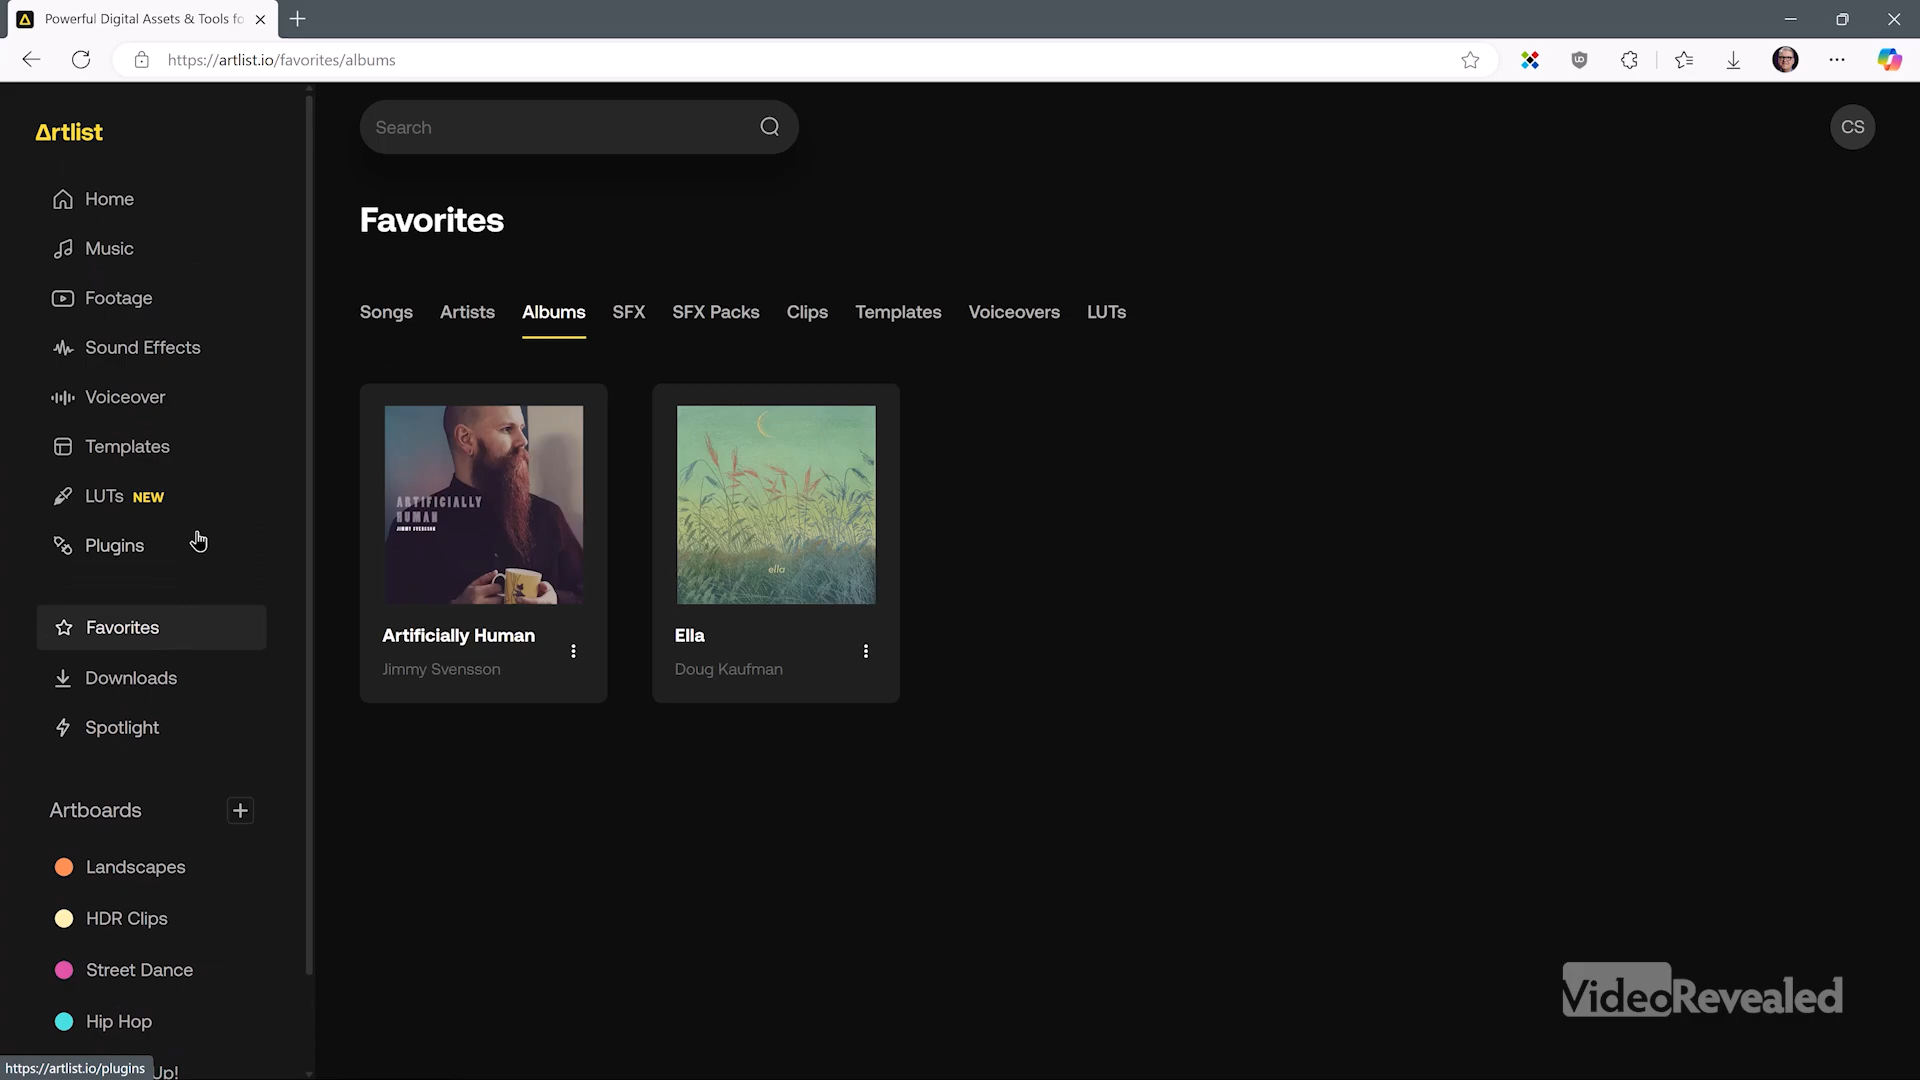 Powerful Digital Assets & Tools fo
https://artlist.io/favorites/albums
Artlist
Home
Music
Footage
Sound Effects
Voiceover
Templates
LUTs NEW
Plugins
Favorites
Downloads
Spotlight
Artboards
Landscapes
HDR Clips
Street Dance
Hip Hop
Up!
https://artlist.io/plugins
Search
CS
Favorites
Songs Artists Albums SFX SFX Packs Clips Templates Voiceovers LUTs
ARTIFICIALLY
HUMAN
JIMMY SVENSSON
Artificially Human
Jimmy Svensson
ella
Ella
Doug Kaufman
VideoRevealed